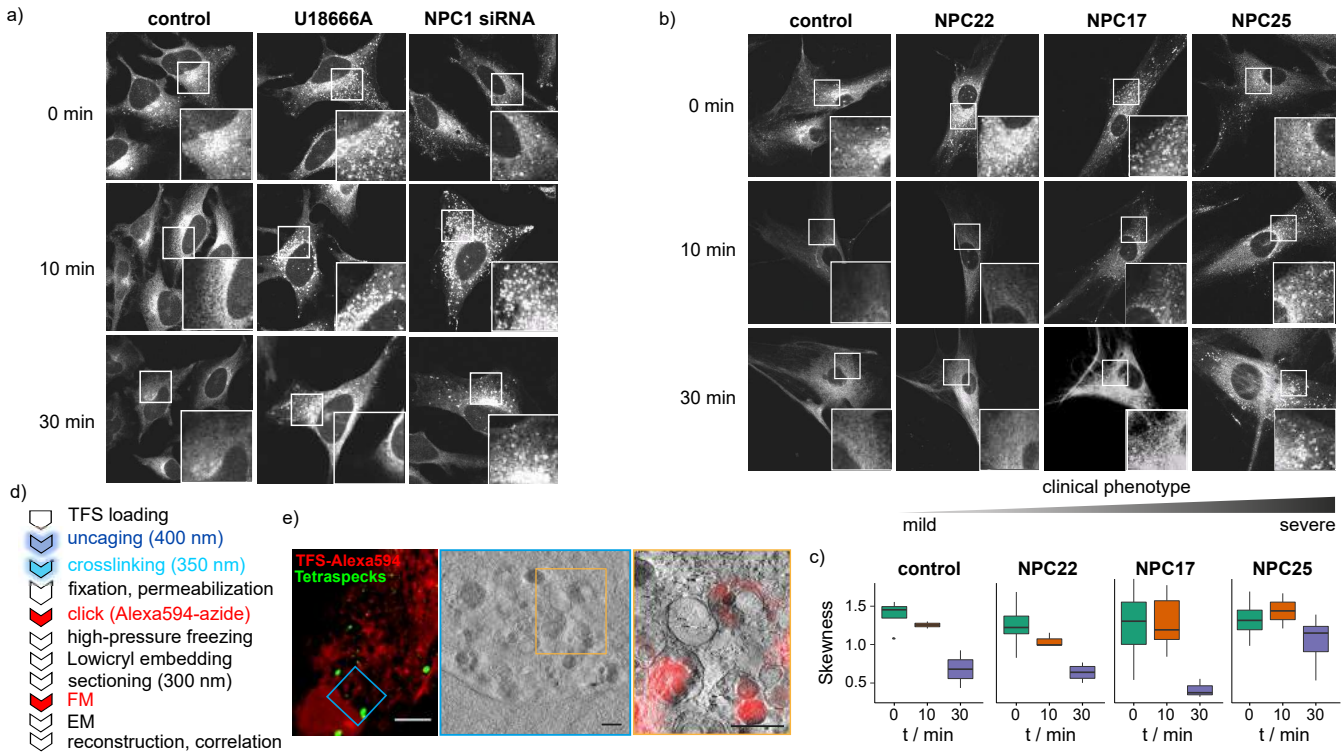 a)
control
U18666A
NPC1 siRNA
0 min
10 min
30 min
b)
control
NPC22
NPC17
NPC25
0 min
10 min
30 min
clinical phenotype
mild
severe
c)
control
NPC22
NPC17
NPC25
Skewness
1.5
1.0
0.5
0 10 30
0 10 30
0 10 30
0 10 30
t / min
t / min
t / min
t / min
d)
TFS loading
uncaging (400 nm)
crosslinking (350 nm)
fixation, permeabilization
click (Alexa594-azide)
high-pressure freezing
Lowicryl embedding
sectioning (300 nm)
FM
EM
reconstruction, correlation
e)
TFS-Alexa594
Tetraspecks